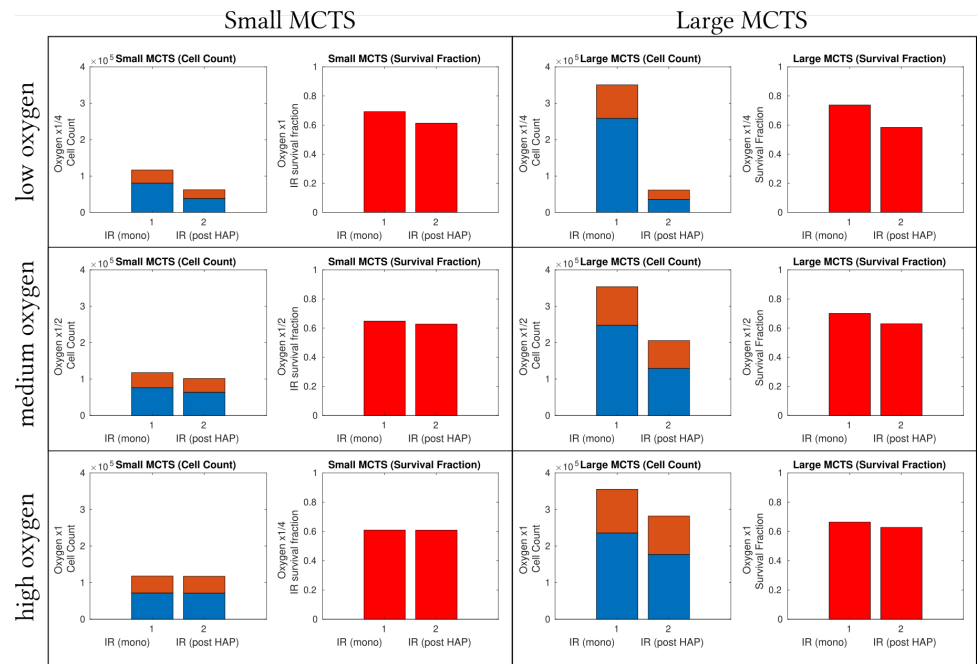 Small MCTS
Large MCTS
low oxygen
×10^5 Small MCTS (Cell Count)
Oxygen x1/4
Cell Count
4
3
2
1
0
1
2
IR (mono)
IR (post HAP)
Small MCTS (Survival Fraction)
Oxygen x1
IR survival fraction
1
0.8
0.6
0.4
0.2
0
1
2
IR (mono)
IR (post HAP)
×10^5 Large MCTS (Cell Count)
Oxygen x1/4
Cell Count
4
3
2
1
0
1
2
IR (mono)
IR (post HAP)
Large MCTS (Survival Fraction)
Oxygen x1/4
Survival Fraction
1
0.8
0.6
0.4
0.2
0
1
2
IR (mono)
IR (post HAP)
medium oxygen
×10^5 Small MCTS (Cell Count)
Oxygen x1/2
Cell Count
4
3
2
1
0
1
2
IR (mono)
IR (post HAP)
Small MCTS (Survival Fraction)
Oxygen x1/2
IR survival fraction
1
0.8
0.6
0.4
0.2
0
1
2
IR (mono)
IR (post HAP)
×10^5 Large MCTS (Cell Count)
Oxygen x1/2
Cell Count
4
3
2
1
0
1
2
IR (mono)
IR (post HAP)
Large MCTS (Survival Fraction)
Oxygen x1/2
Survival Fraction
1
0.8
0.6
0.4
0.2
0
1
2
IR (mono)
IR (post HAP)
high oxygen
×10^5 Small MCTS (Cell Count)
Oxygen x1
Cell Count
4
3
2
1
0
1
2
IR (mono)
IR (post HAP)
Small MCTS (Survival Fraction)
Oxygen x1/4
IR survival fraction
1
0.8
0.6
0.4
0.2
0
1
2
IR (mono)
IR (post HAP)
×10^5 Large MCTS (Cell Count)
Oxygen x1
Cell Count
4
3
2
1
0
1
2
IR (mono)
IR (post HAP)
Large MCTS (Survival Fraction)
Oxygen x1
Survival Fraction
1
0.8
0.6
0.4
0.2
0
1
2
IR (mono)
IR (post HAP)